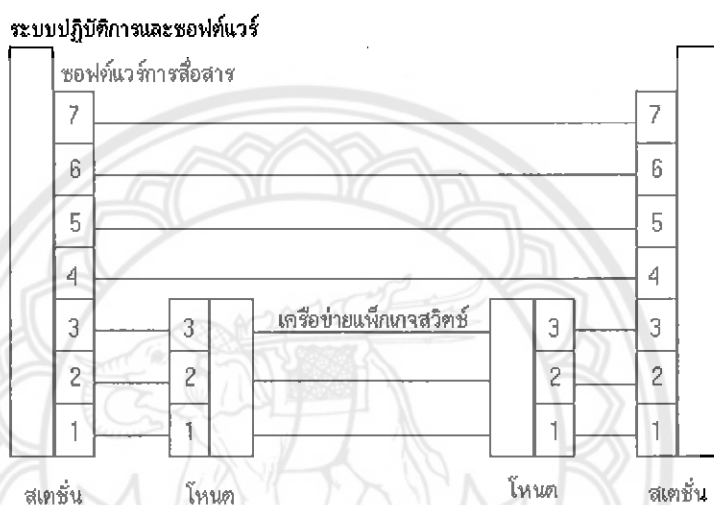 ระบบปฏิบัติการและซอฟต์แวร์
ซอฟต์แวร์การสื่อสาร
7 7
6 6
5 5
4 4
3 3 เครือข่ายแพ็กเกจสวิตช์ 3 3
2 2 2 2
1 1 1 1
สเตชั่น โหนด โหนด สเตชั่น